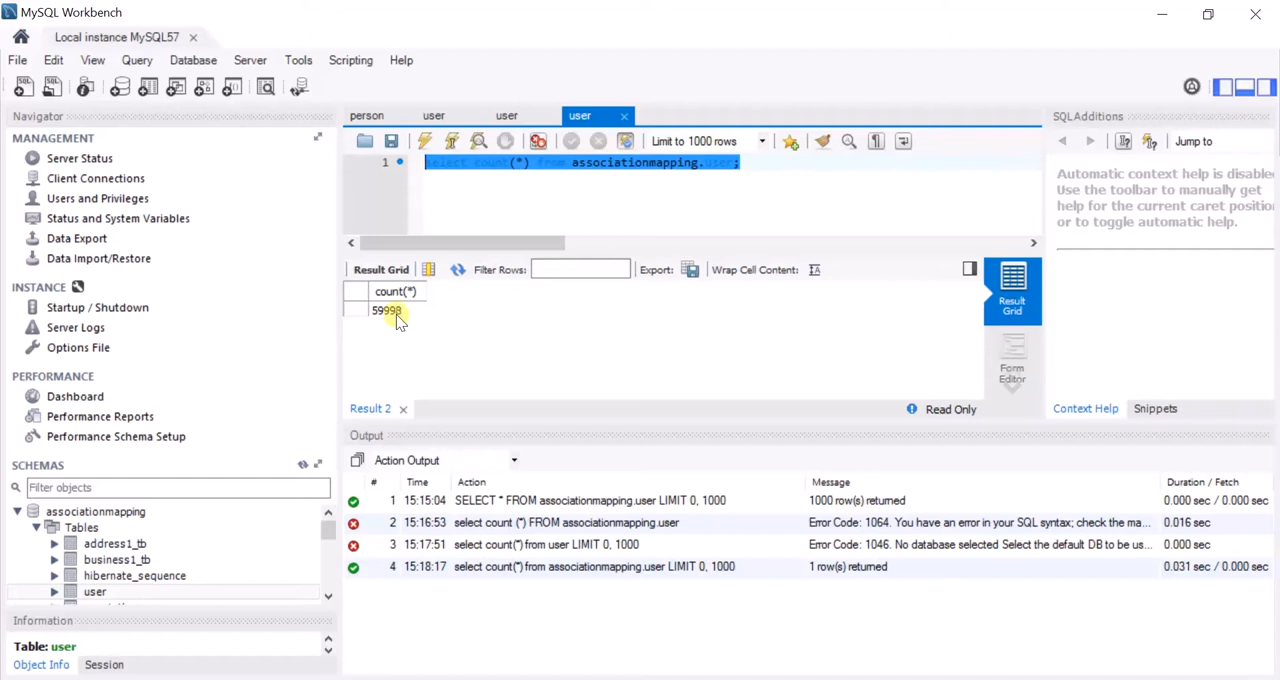 MySQL Workbench
Local instance MySQL57
File Edit View Query Database Server Tools Scripting Help
Navigator
MANAGEMENT
Server Status
Client Connections
Users and Privileges
Status and System Variables
Data Export
Data Import/Restore
INSTANCE
Startup / Shutdown
Server Logs
Options File
PERFORMANCE
Dashboard
Performance Reports
Performance Schema Setup
SCHEMAS
Filter objects
associationmapping
Tables
address1_tb
business1_tb
hibernate_sequence
user
Information
Table: user
Object Info Session
person user user user
Limit to 1000 rows
1 select count(*) from associationmapping.user;
Result Grid Filter Rows: Export: Wrap Cell Content:
count(*)
59998
Result Grid
Form Editor
Result 2 Read Only
Output
Action Output
# Time Action Message Duration / Fetch
1 15:15:04 SELECT * FROM associationmapping.user LIMIT 0, 1000 1000 row(s) returned 0.000 sec / 0.000 sec
2 15:16:53 select count (*) FROM associationmapping.user Error Code: 1064. You have an error in your SQL syntax; check the ma... 0.016 sec
3 15:17:51 select count(*) from user LIMIT 0, 1000 Error Code: 1046. No database selected Select the default DB to be us... 0.000 sec
4 15:18:17 select count(*) from associationmapping.user LIMIT 0, 1000 1 row(s) returned 0.031 sec / 0.000 sec
SQLAdditions
Jump to
Automatic context help is disable
Use the toolbar to manually get
help for the current caret positio
or to toggle automatic help.
Context Help Snippets